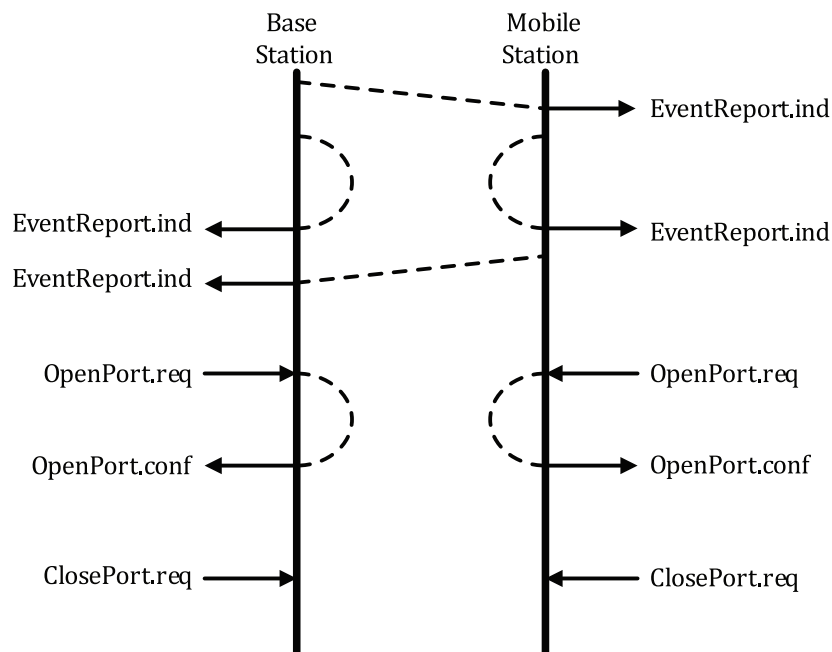 Base
Station
Mobile
Station
EventReport.ind
EventReport.ind
EventReport.ind
EventReport.ind
OpenPort.req
OpenPort.req
OpenPort.conf
OpenPort.conf
ClosePort.req
ClosePort.req